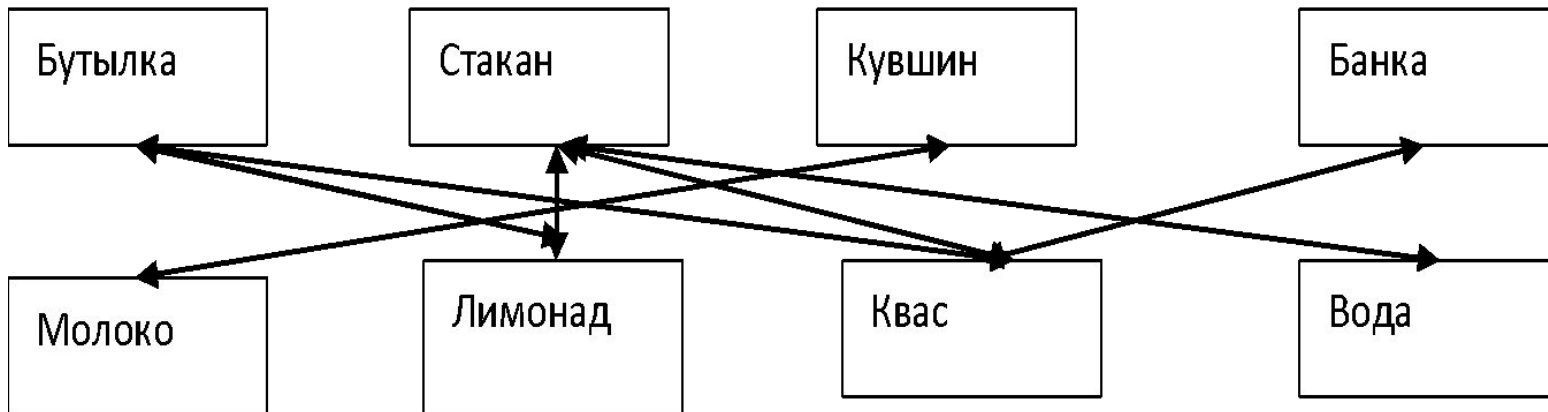 Бутылка
Стакан
Кувшин
Банка
Молоко
Лимонад
Квас
Вода